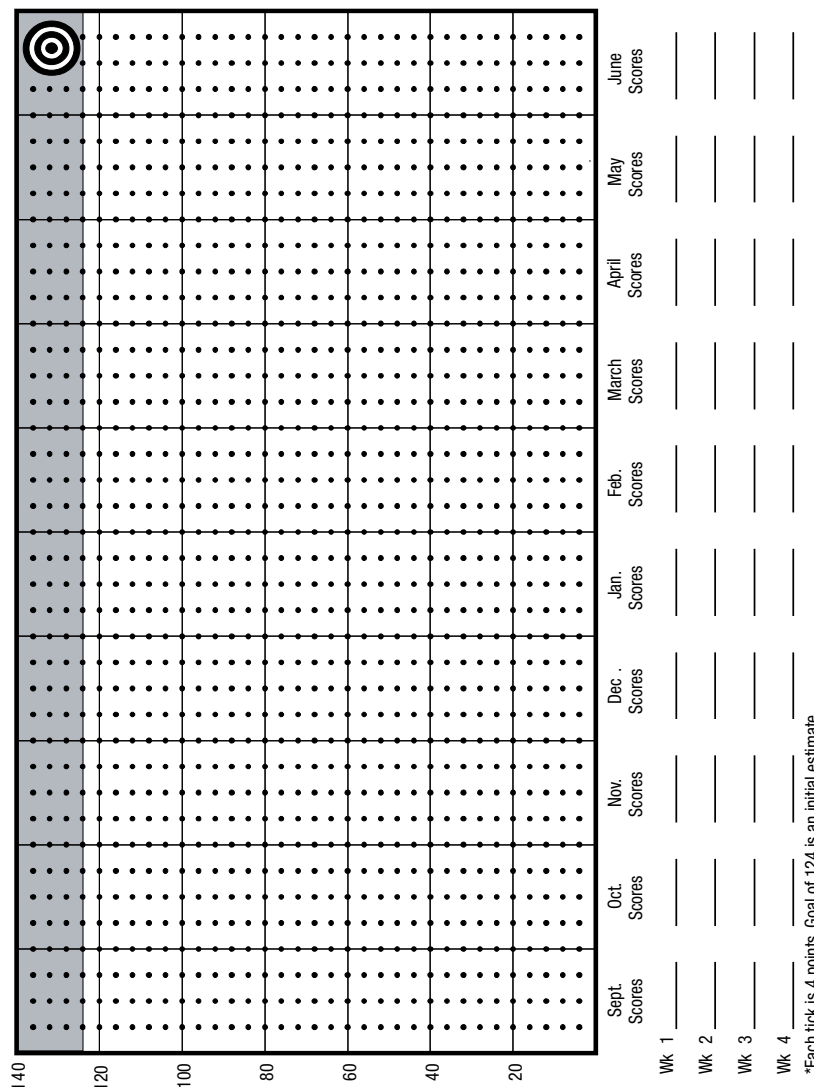 140
120
100
80
60
40
20
Sept.
Scores
Oct.
Scores
Nov.
Scores
Dec .
Scores
Jan.
Scores
Feb.
Scores
March
Scores
April
Scores
May
Scores
June
Scores
Wk 1
Wk 2
Wk 3
Wk 4
*Each tick is 4 points. Goal of 124 is an initial estimate